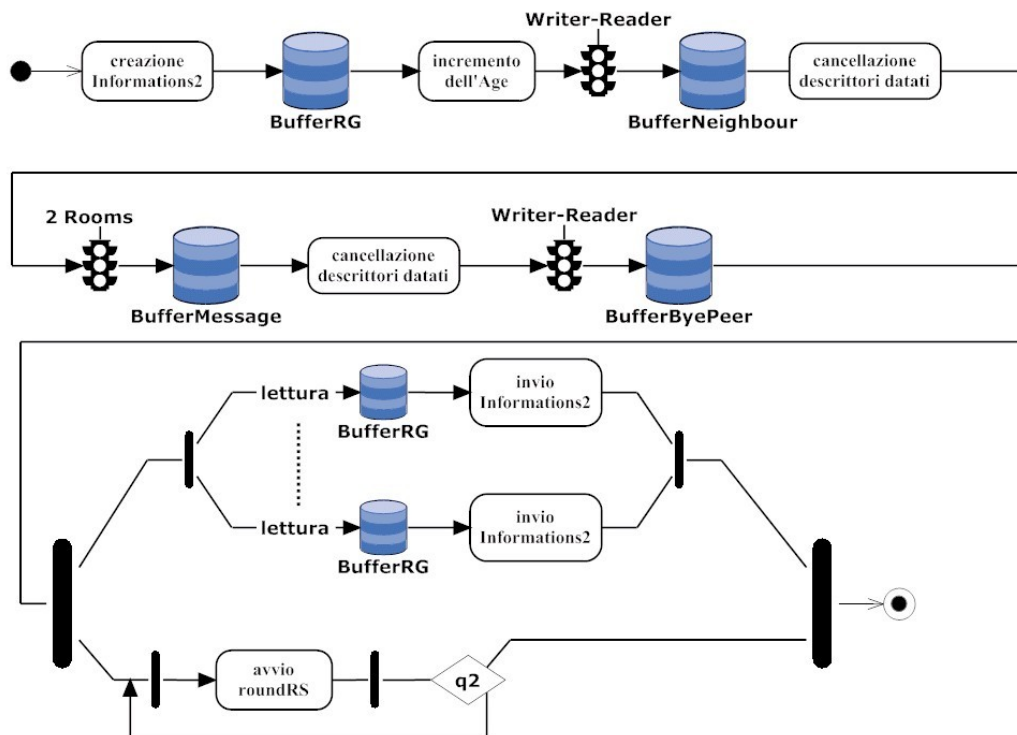 Writer-Reader
creazione
Informations2
BufferRG
incremento
dell'Age
BufferNeighbour
cancellazione
descrittori datati
2 Rooms
BufferMessage
cancellazione
descrittori datati
Writer-Reader
BufferByePeer
lettura
BufferRG
invio
Informations2
lettura
BufferRG
invio
Informations2
avvio
roundRS
q2